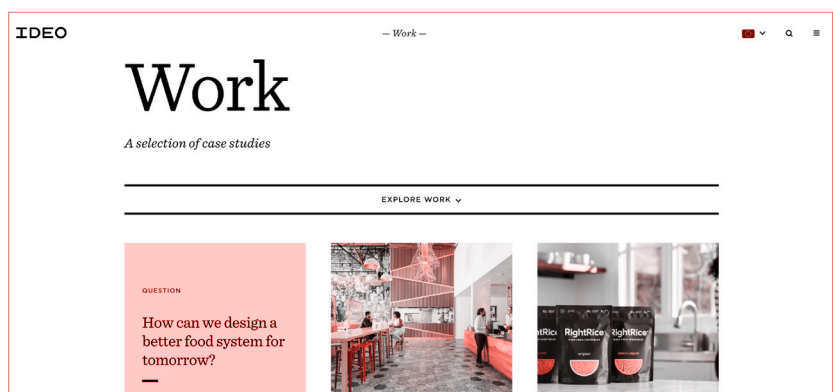 IDEO
— Work —
Work
A selection of case studies
EXPLORE WORK
QUESTION
How can we design a
better food system for
tomorrow?
RightRice
RightRice
original